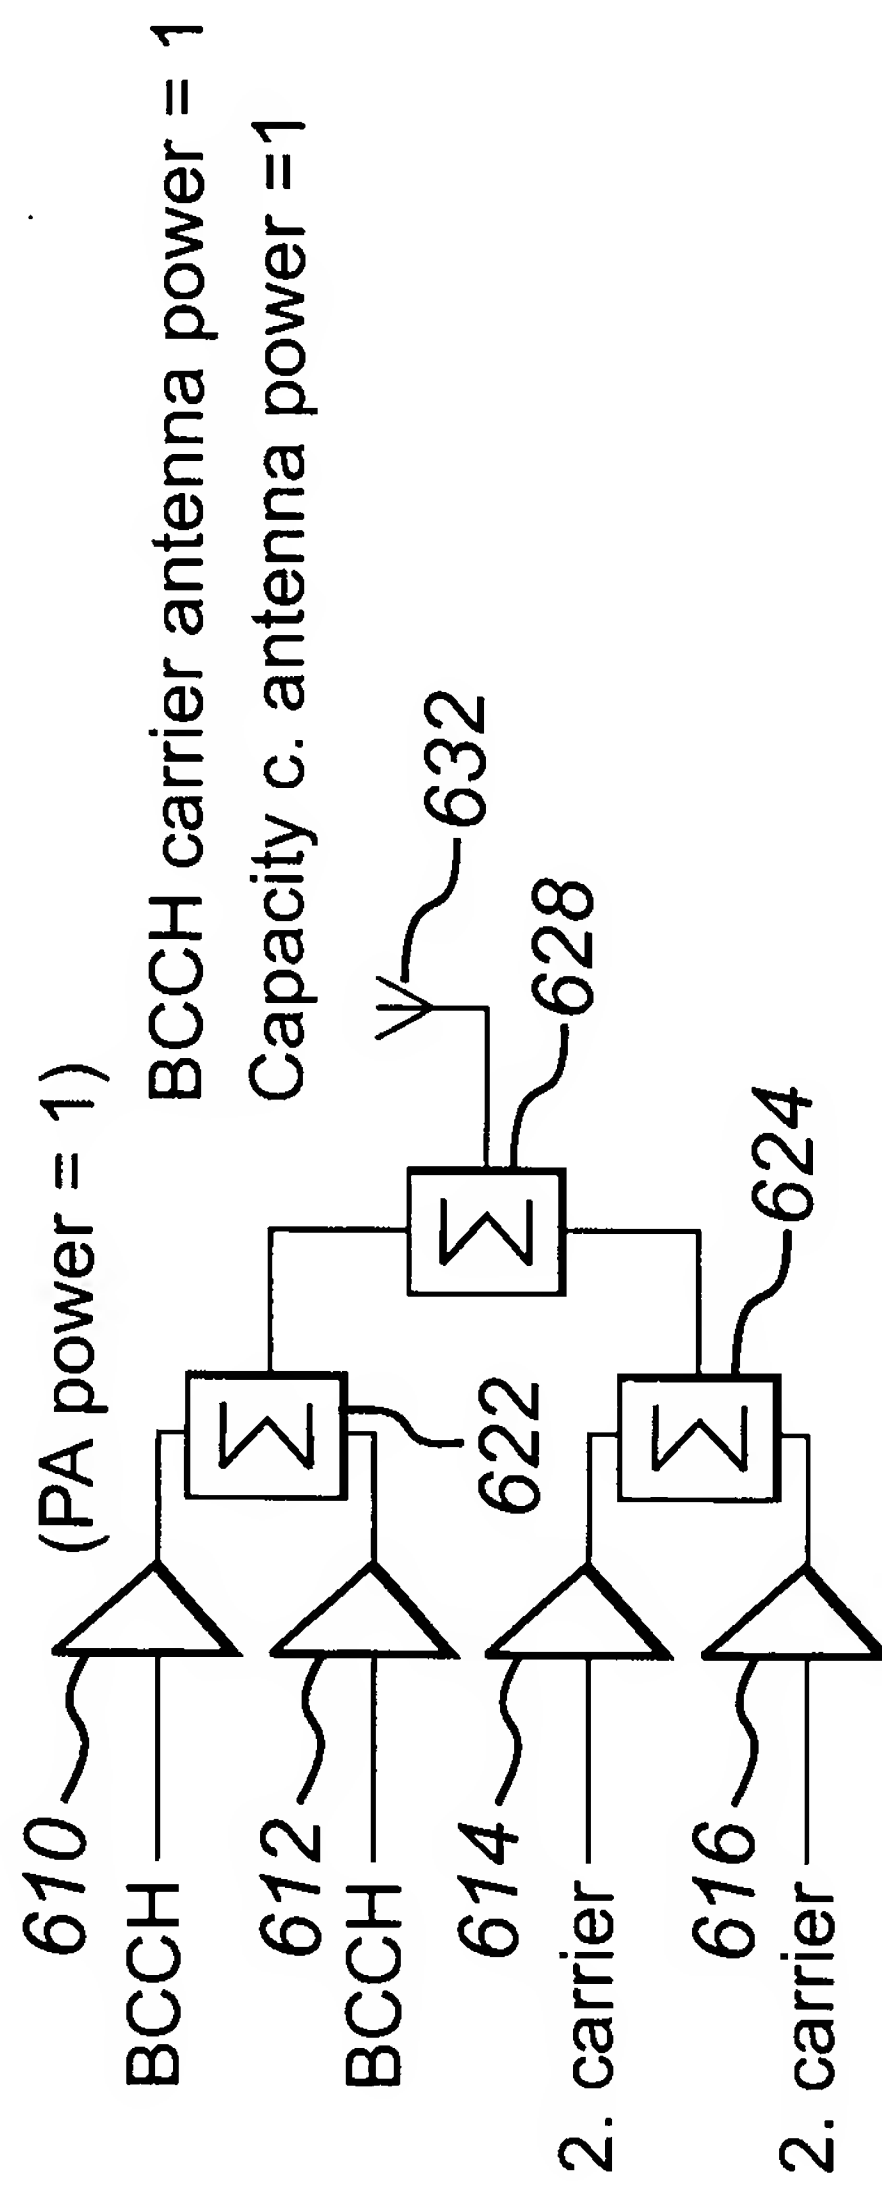 (PA power = 1)
BCCH carrier antenna power = 1
Capacity c. antenna power =1
610
BCCH
612
BCCH
614
2. carrier
616
2. carrier
622
624
628
632